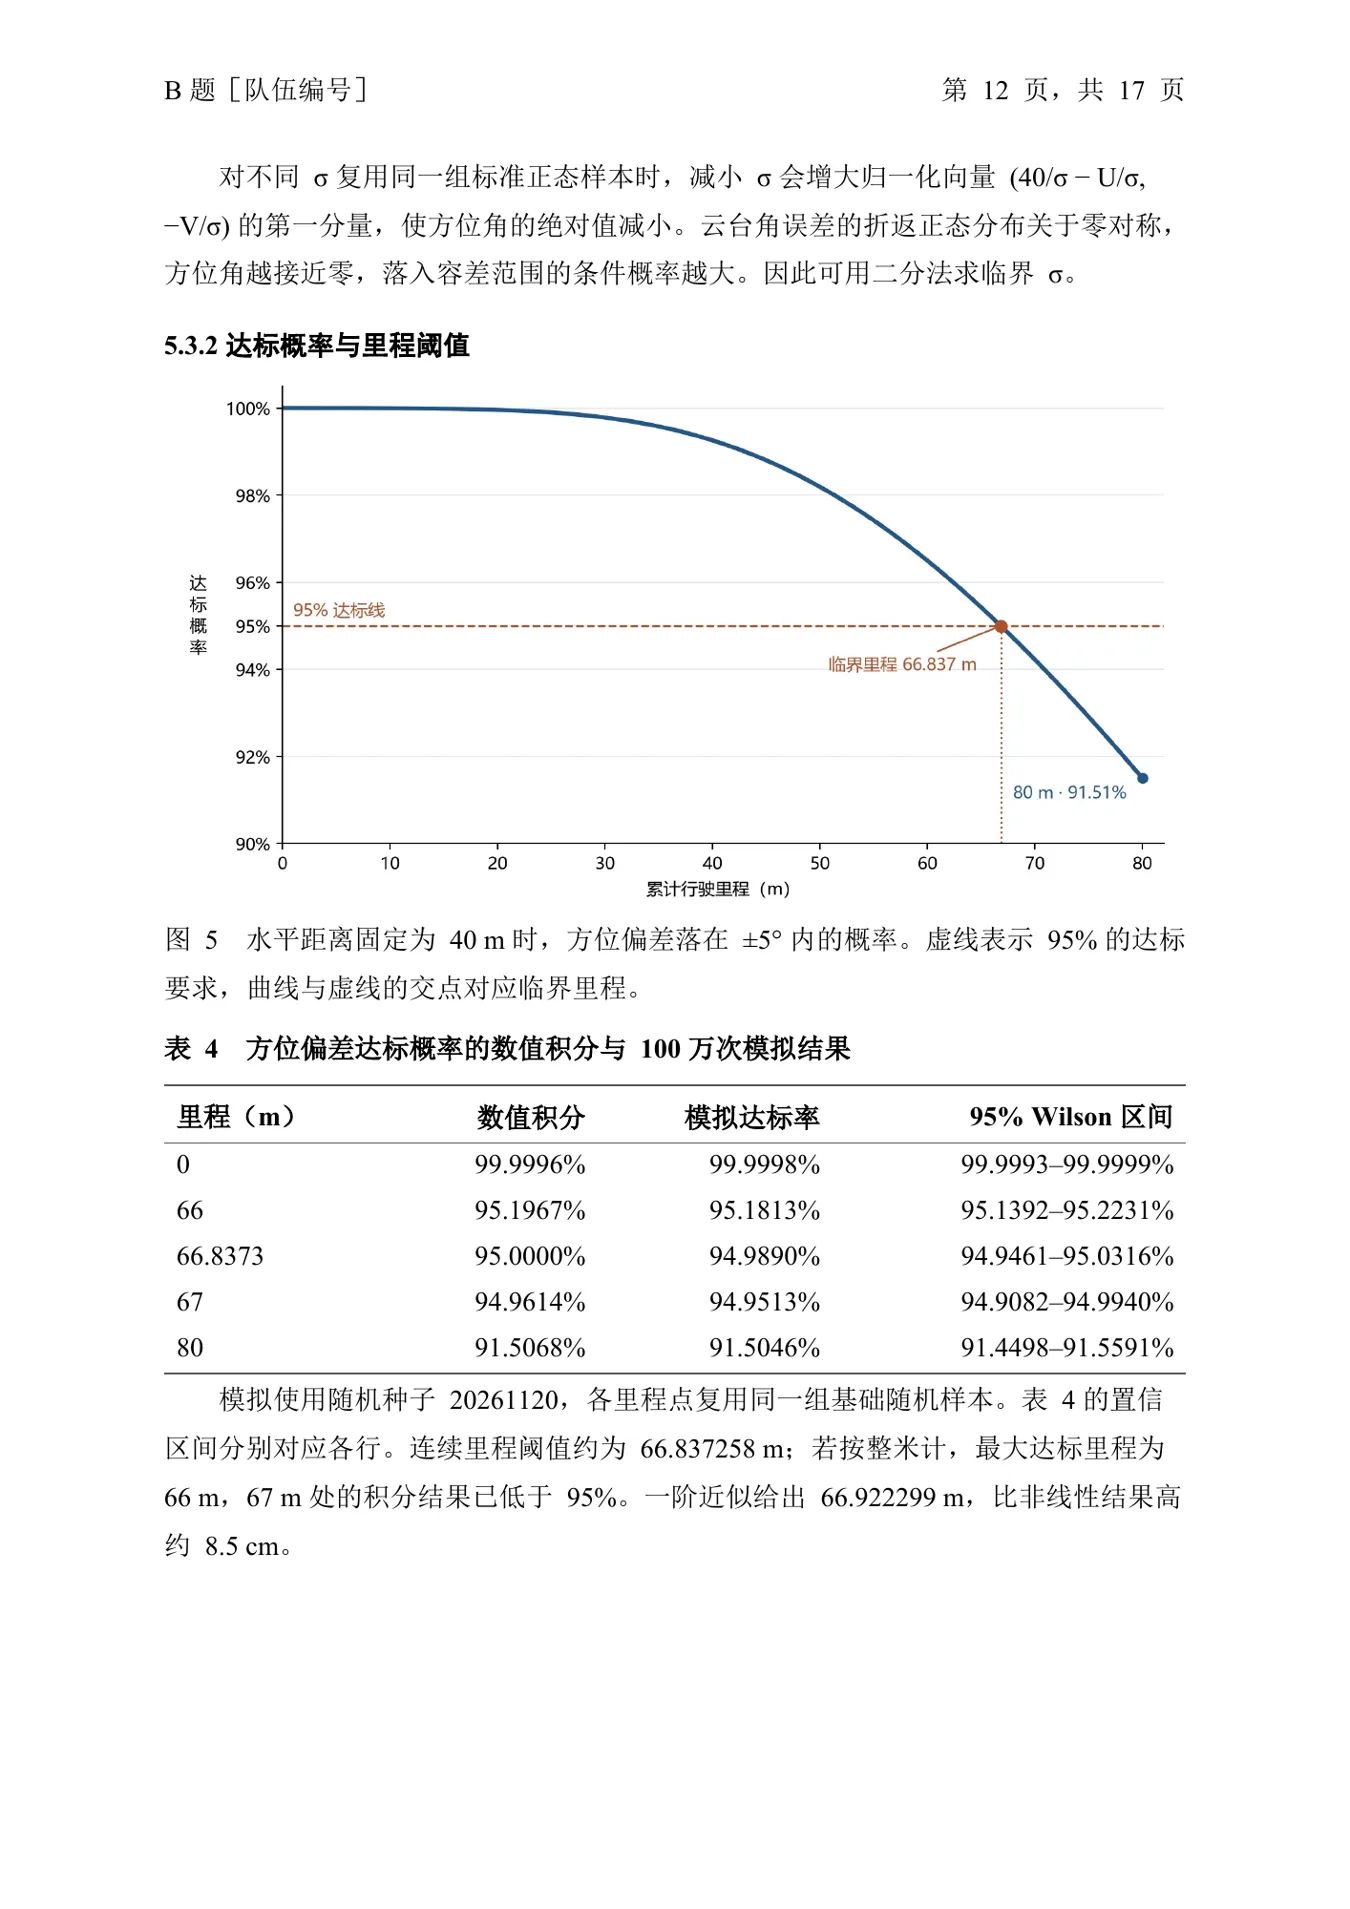 B 题［队伍编号］ 第 12 页，共 17 页
对不同 σ 复用同一组标准正态样本时，减小 σ 会增大归一化向量 (40/σ − U/σ,
−V/σ) 的第一分量，使方位角的绝对值减小。云台角误差的折返正态分布关于零对称，
方位角越接近零，落入容差范围的条件概率越大。因此可用二分法求临界 σ。
5.3.2 达标概率与里程阈值
100%
98%
96%
95% 达标线
95%
94%
92%
90%
达标概率
临界里程 66.837 m
80 m · 91.51%
0 10 20 30 40 50 60 70 80
累计行驶里程（m）
图 5 水平距离固定为 40 m 时，方位偏差落在 ±5° 内的概率。虚线表示 95% 的达标
要求，曲线与虚线的交点对应临界里程。
表 4 方位偏差达标概率的数值积分与 100 万次模拟结果
里程（m） 数值积分 模拟达标率 95% Wilson 区间
0 99.9996% 99.9998% 99.9993–99.9999%
66 95.1967% 95.1813% 95.1392–95.2231%
66.8373 95.0000% 94.9890% 94.9461–95.0316%
67 94.9614% 94.9513% 94.9082–94.9940%
80 91.5068% 91.5046% 91.4498–91.5591%
模拟使用随机种子 20261120，各里程点复用同一组基础随机样本。表 4 的置信
区间分别对应各行。连续里程阈值约为 66.837258 m；若按整米计，最大达标里程为
66 m，67 m 处的积分结果已低于 95%。一阶近似给出 66.922299 m，比非线性结果高
约 8.5 cm。